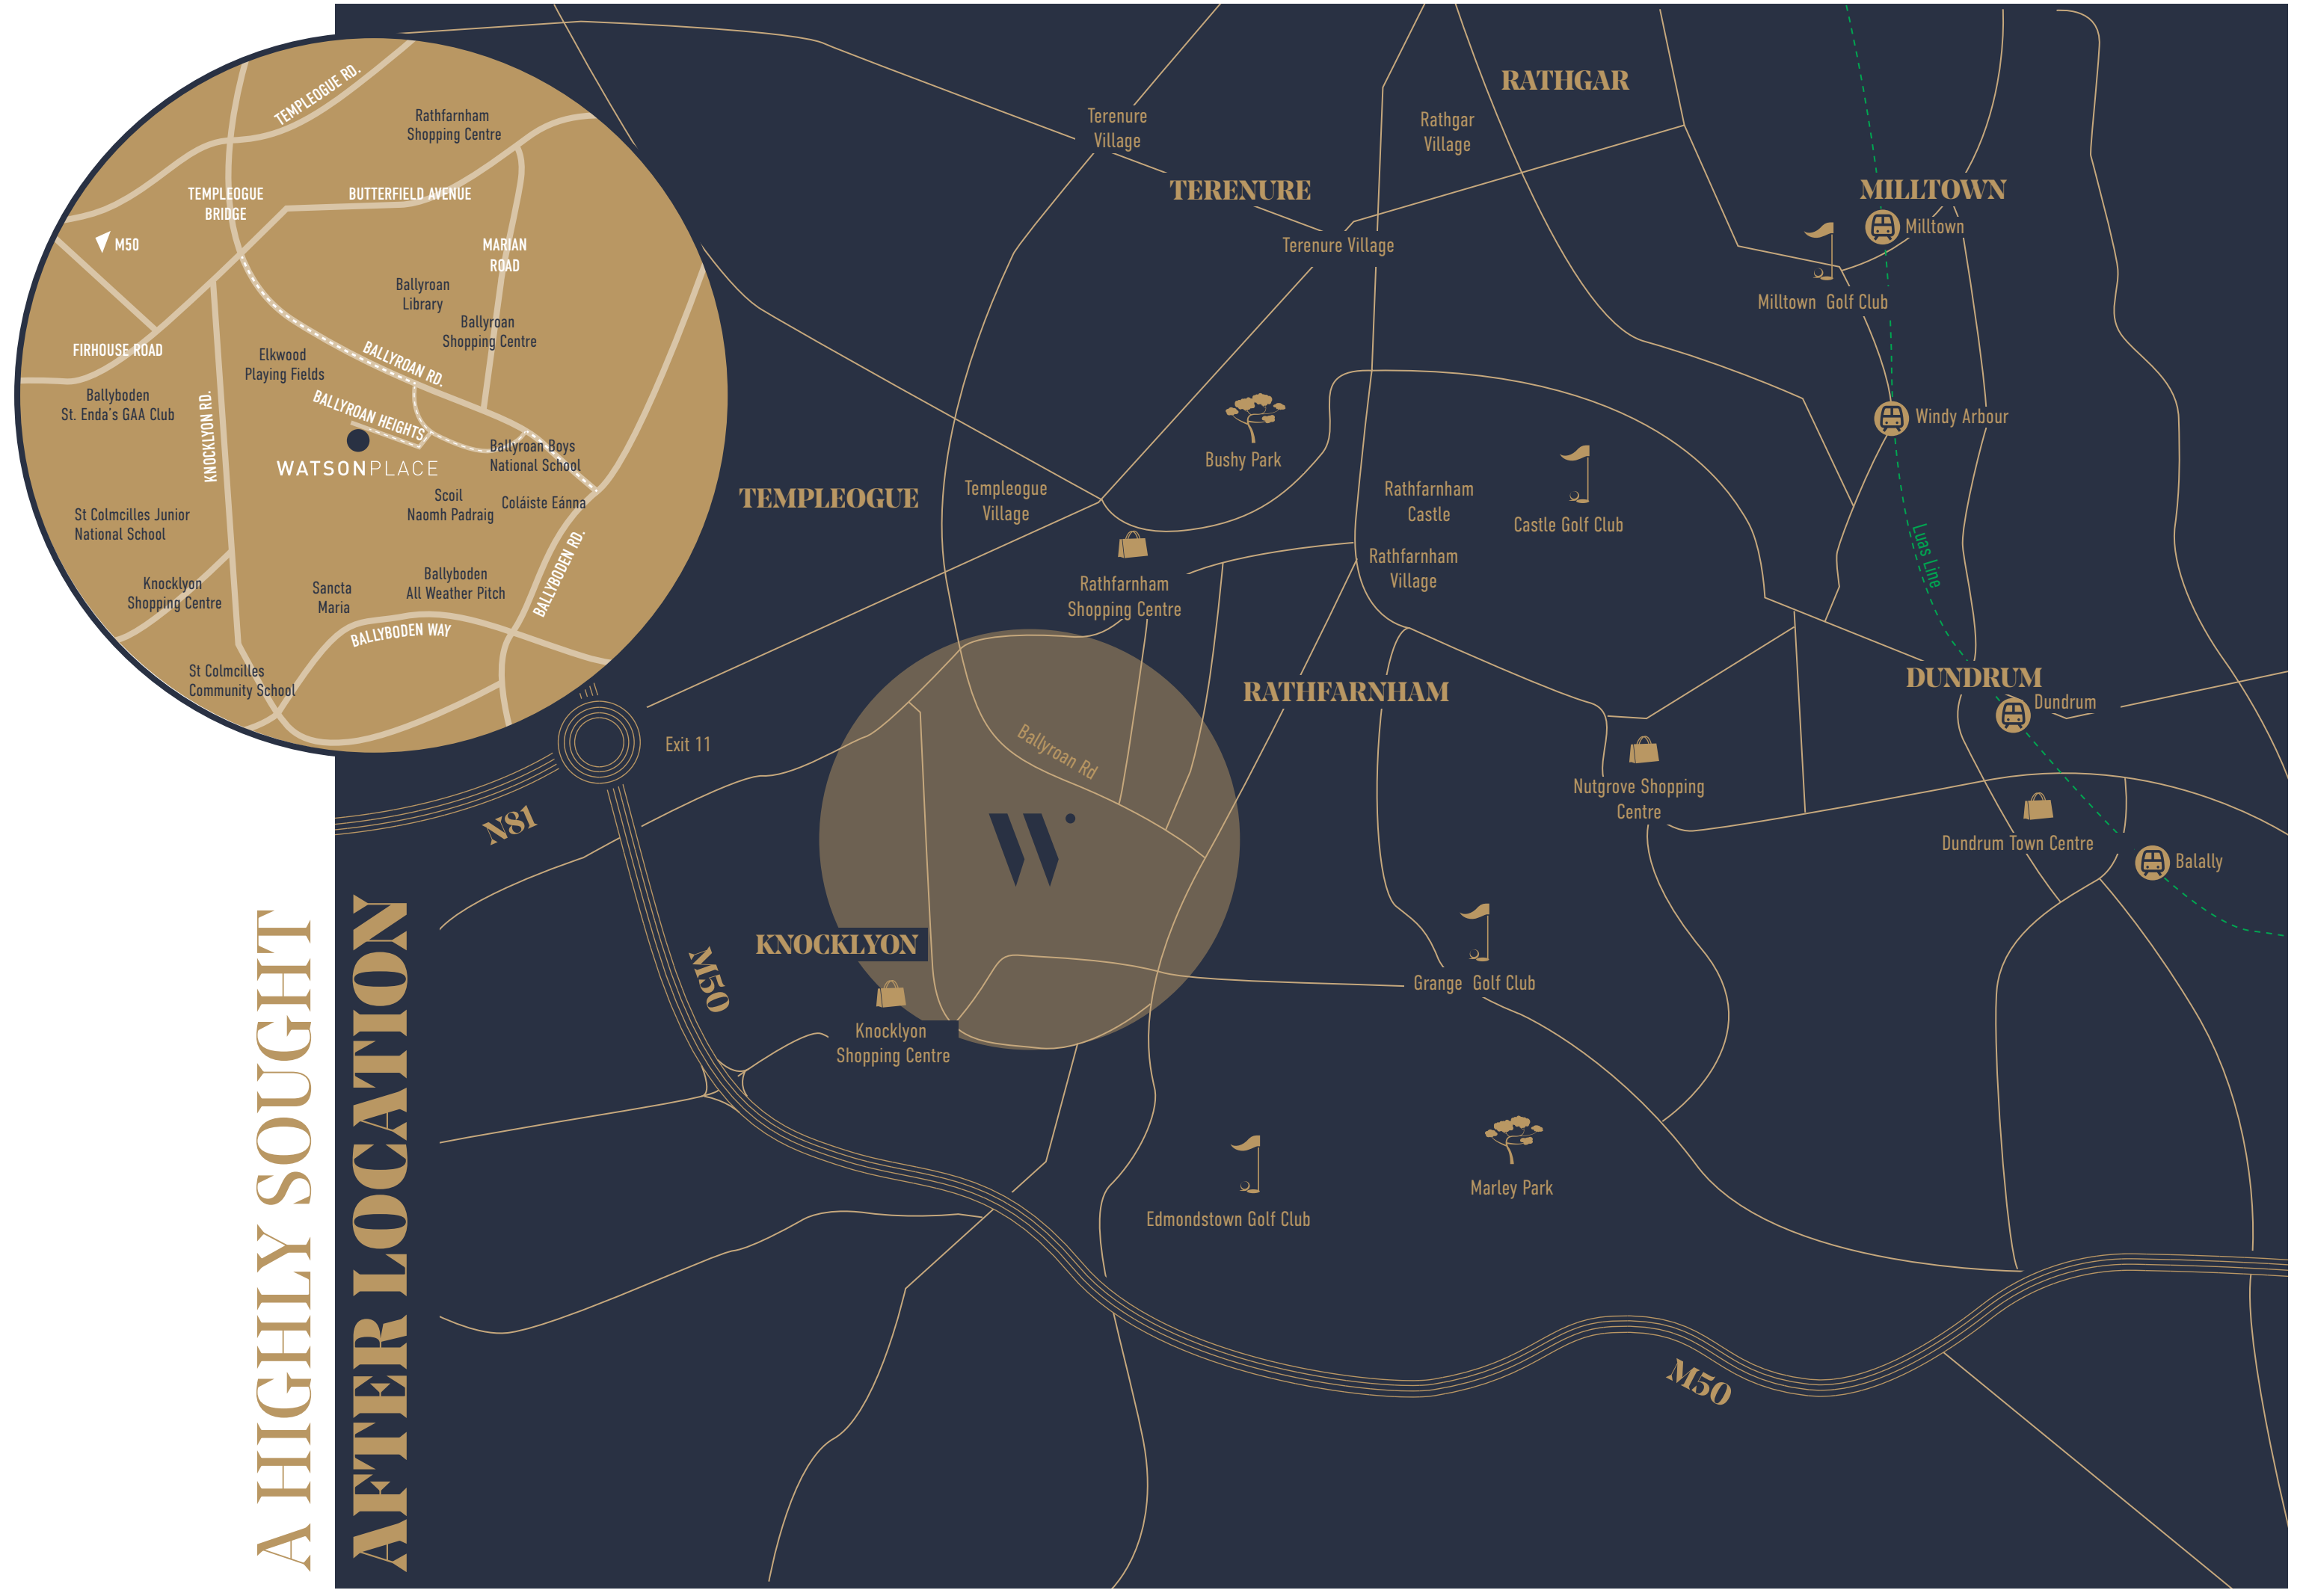 A HIGHLY SOUGHT
AFTER LOCATION
TEMPLEOGUE RD.
Rathfarnham
Shopping Centre
TEMPLEOGUE
BRIDGE
BUTTERFIELD AVENUE
M50
MARIAN
ROAD
Ballyroan
Library
Ballyroan
Shopping Centre
FIRHOUSE ROAD
Elkwood
Playing Fields
BALLYROAN RD.
Ballyboden
St. Enda's GAA Club
KNOCKLYON RD.
BALLYROAN HEIGHTS
WATSONPLACE
Ballyroan Boys
National School
Scoil
Naomh Padraig
Coláiste Eánna
St Colmcilles Junior
National School
BALLYBODEN RD.
Knocklyon
Shopping Centre
Sancta
Maria
Ballyboden
All Weather Pitch
BALLYBODEN WAY
St Colmcilles
Community School
RATHGAR
Terenure
Village
Rathgar
Village
TERENURE
MILLTOWN
Milltown
Terenure Village
Milltown Golf Club
Windy Arbour
Bushy Park
TEMPLEOGUE
Templeogue
Village
Rathfarnham
Castle
Castle Golf Club
Luas Line
Rathfarnham
Village
Rathfarnham
Shopping Centre
RATHFARNHAM
DUNDRUM
Dundrum
Exit 11
Ballyroan Rd
Nutgrove Shopping
Centre
N81
W
Dundrum Town Centre
Balally
KNOCKLYON
M50
Grange Golf Club
Knocklyon
Shopping Centre
Marley Park
Edmondstown Golf Club
M50